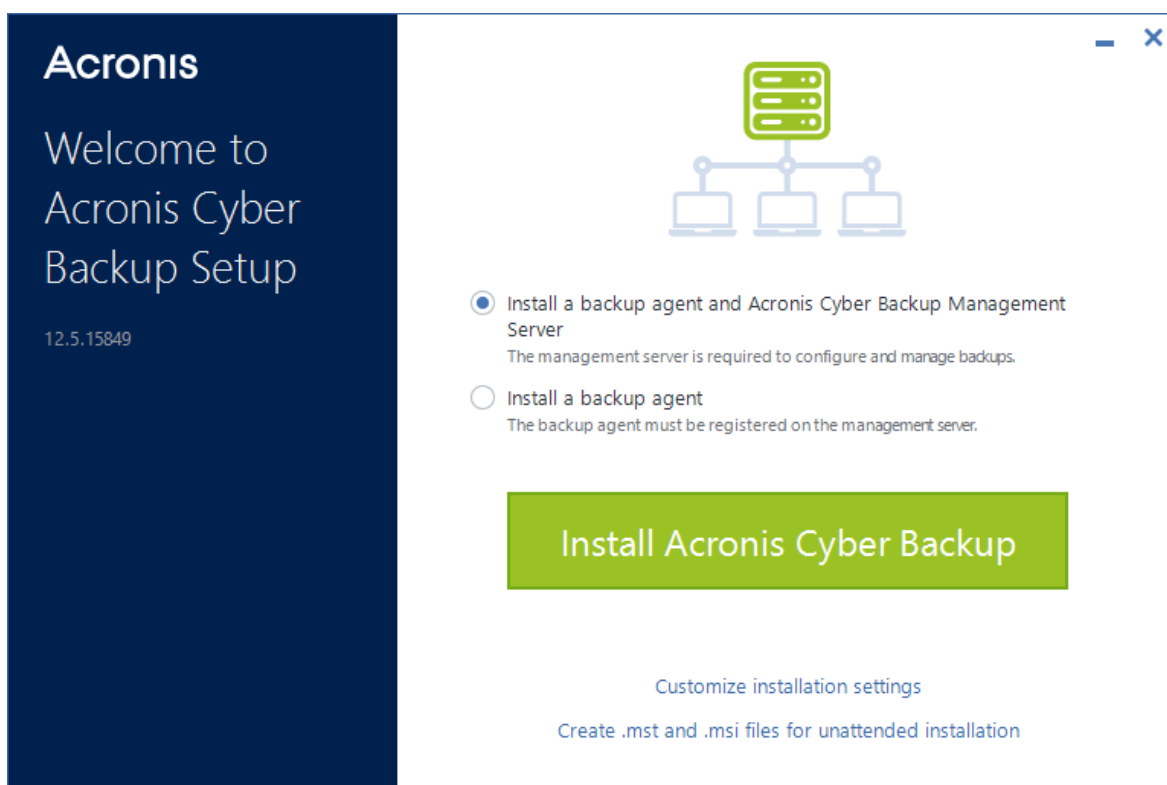 Acronis
Welcome to
Acronis Cyber
Backup Setup
12.5.15849
Install a backup agent and Acronis Cyber Backup Management
Server
The management server is required to configure and manage backups.
Install a backup agent
The backup agent must be registered on the management server.
Install Acronis Cyber Backup
Customize installation settings
Create .mst and .msi files for unattended installation